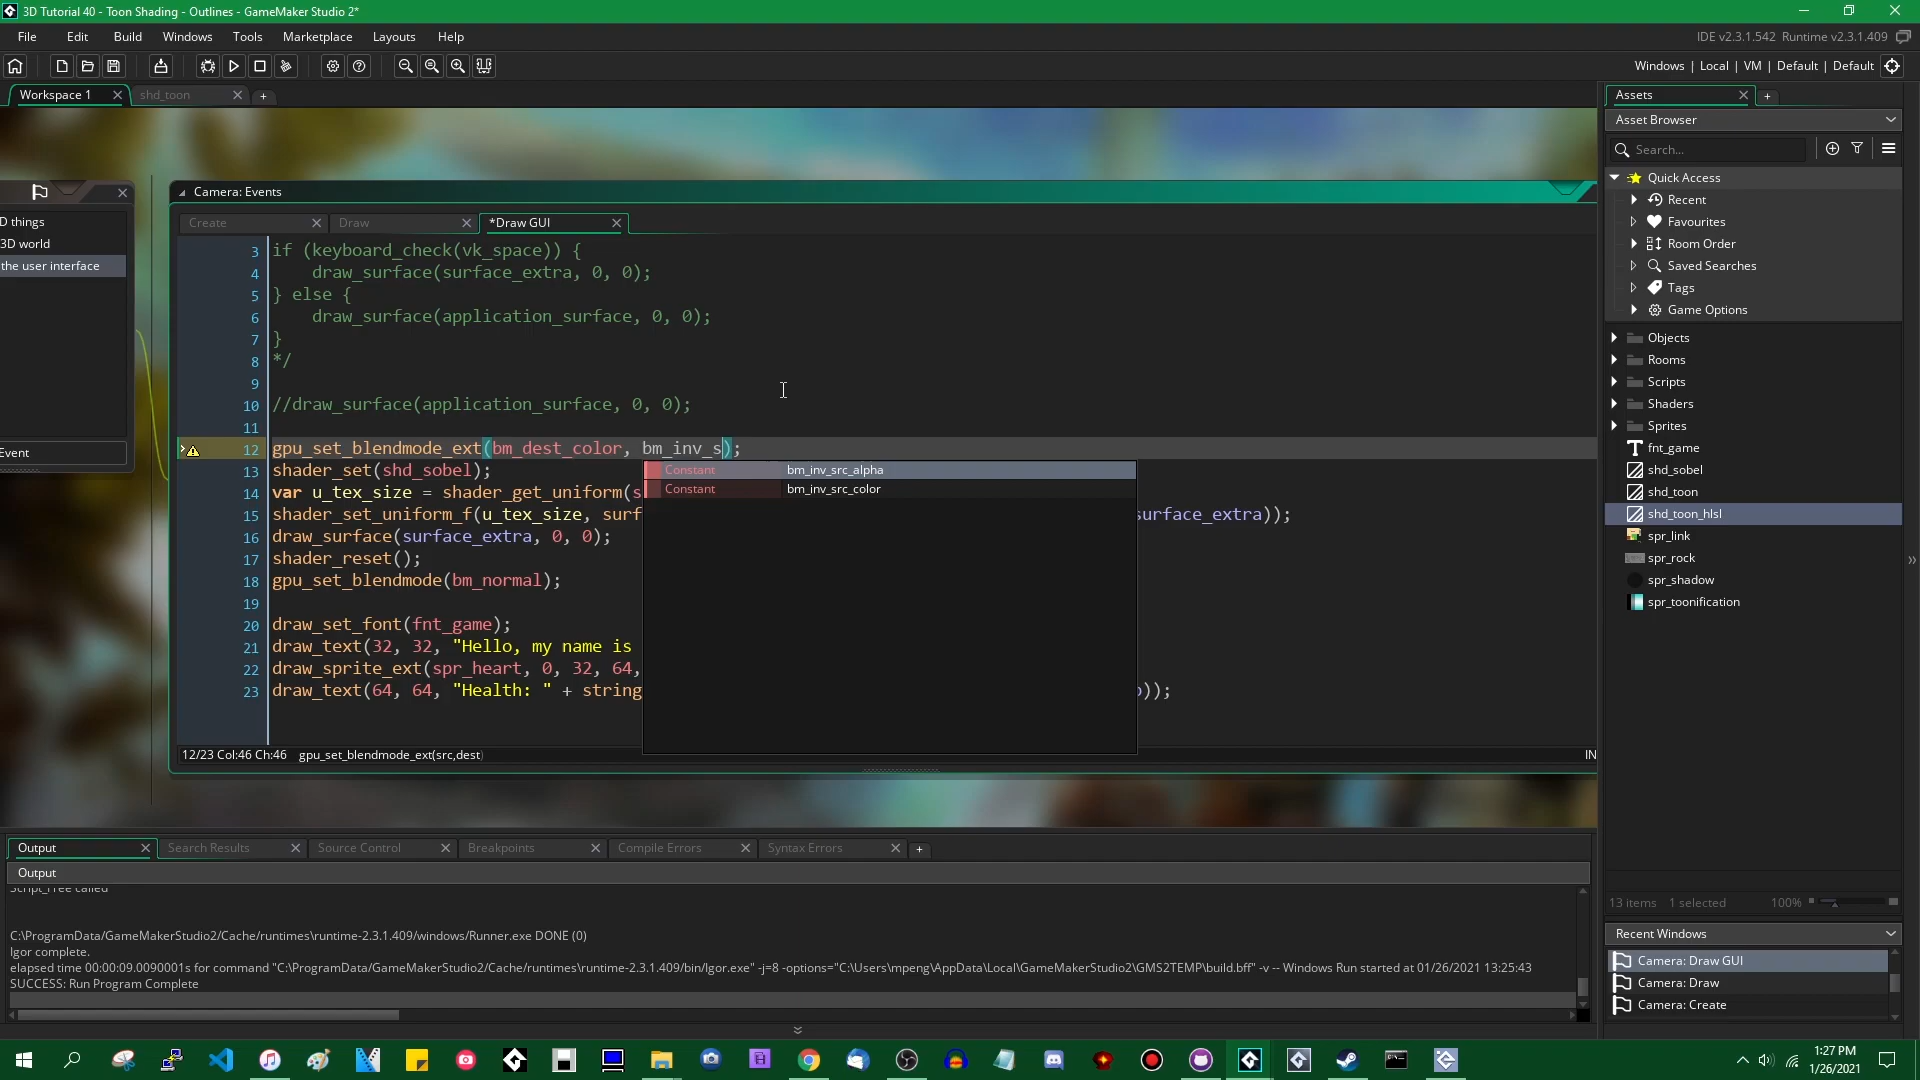 3D Tutorial 40 - Toon Shading - Outlines - GameMaker Studio 2*
File Edit Build Windows Tools Marketplace Layouts Help
IDE v2.3.1.542 Runtime v2.3.1.409
Windows | Local | VM | Default | Default
Workspace 1
shd_toon
Assets
Asset Browser
Search...
Quick Access
Recent
Favourites
Room Order
Saved Searches
Tags
Game Options
Objects
Rooms
Scripts
Shaders
Sprites
fnt_game
shd_sobel
shd_toon
shd_toon_hlsl
spr_link
spr_rock
spr_shadow
spr_toonification
13 items 1 selected 100%
Recent Windows
Camera: Draw GUI
Camera: Draw
Camera: Create
D things
3D world
the user interface
Event
Camera: Events
Create
Draw
*Draw GUI
3 if (keyboard_check(vk_space)) {
4 draw_surface(surface_extra, 0, 0);
5 } else {
6 draw_surface(application_surface, 0, 0);
7 }
8 */
9
10 //draw_surface(application_surface, 0, 0);
11
12 gpu_set_blendmode_ext(bm_dest_color, bm_inv_s);
13 shader_set(shd_sobel);
14 var u_tex_size = shader_get_uniform(s
15 shader_set_uniform_f(u_tex_size, surf urface_extra));
16 draw_surface(surface_extra, 0, 0);
17 shader_reset();
18 gpu_set_blendmode(bm_normal);
19
20 draw_set_font(fnt_game);
21 draw_text(32, 32, "Hello, my name is
22 draw_sprite_ext(spr_heart, 0, 32, 64,
23 draw_text(64, 64, "Health: " + string ));
Constant bm_inv_src_alpha
Constant bm_inv_src_color
12/23 Col:46 Ch:46 gpu_set_blendmode_ext(src,dest)
IN
Output
Search Results
Source Control
Breakpoints
Compile Errors
Syntax Errors
Output
Script_Free called
C:\ProgramData/GameMakerStudio2/Cache/runtimes\runtime-2.3.1.409/windows/Runner.exe DONE (0)
Igor complete.
elapsed time 00:00:09.0090001s for command "C:\ProgramData/GameMakerStudio2/Cache/runtimes\runtime-2.3.1.409/bin/Igor.exe" -j=8 -options="C:\Users\mpeng\AppData\Local\GameMakerStudio2\GMS2TEMP\build.bff" -v -- Windows Run started at 01/26/2021 13:25:43
SUCCESS: Run Program Complete
1:27 PM
1/26/2021